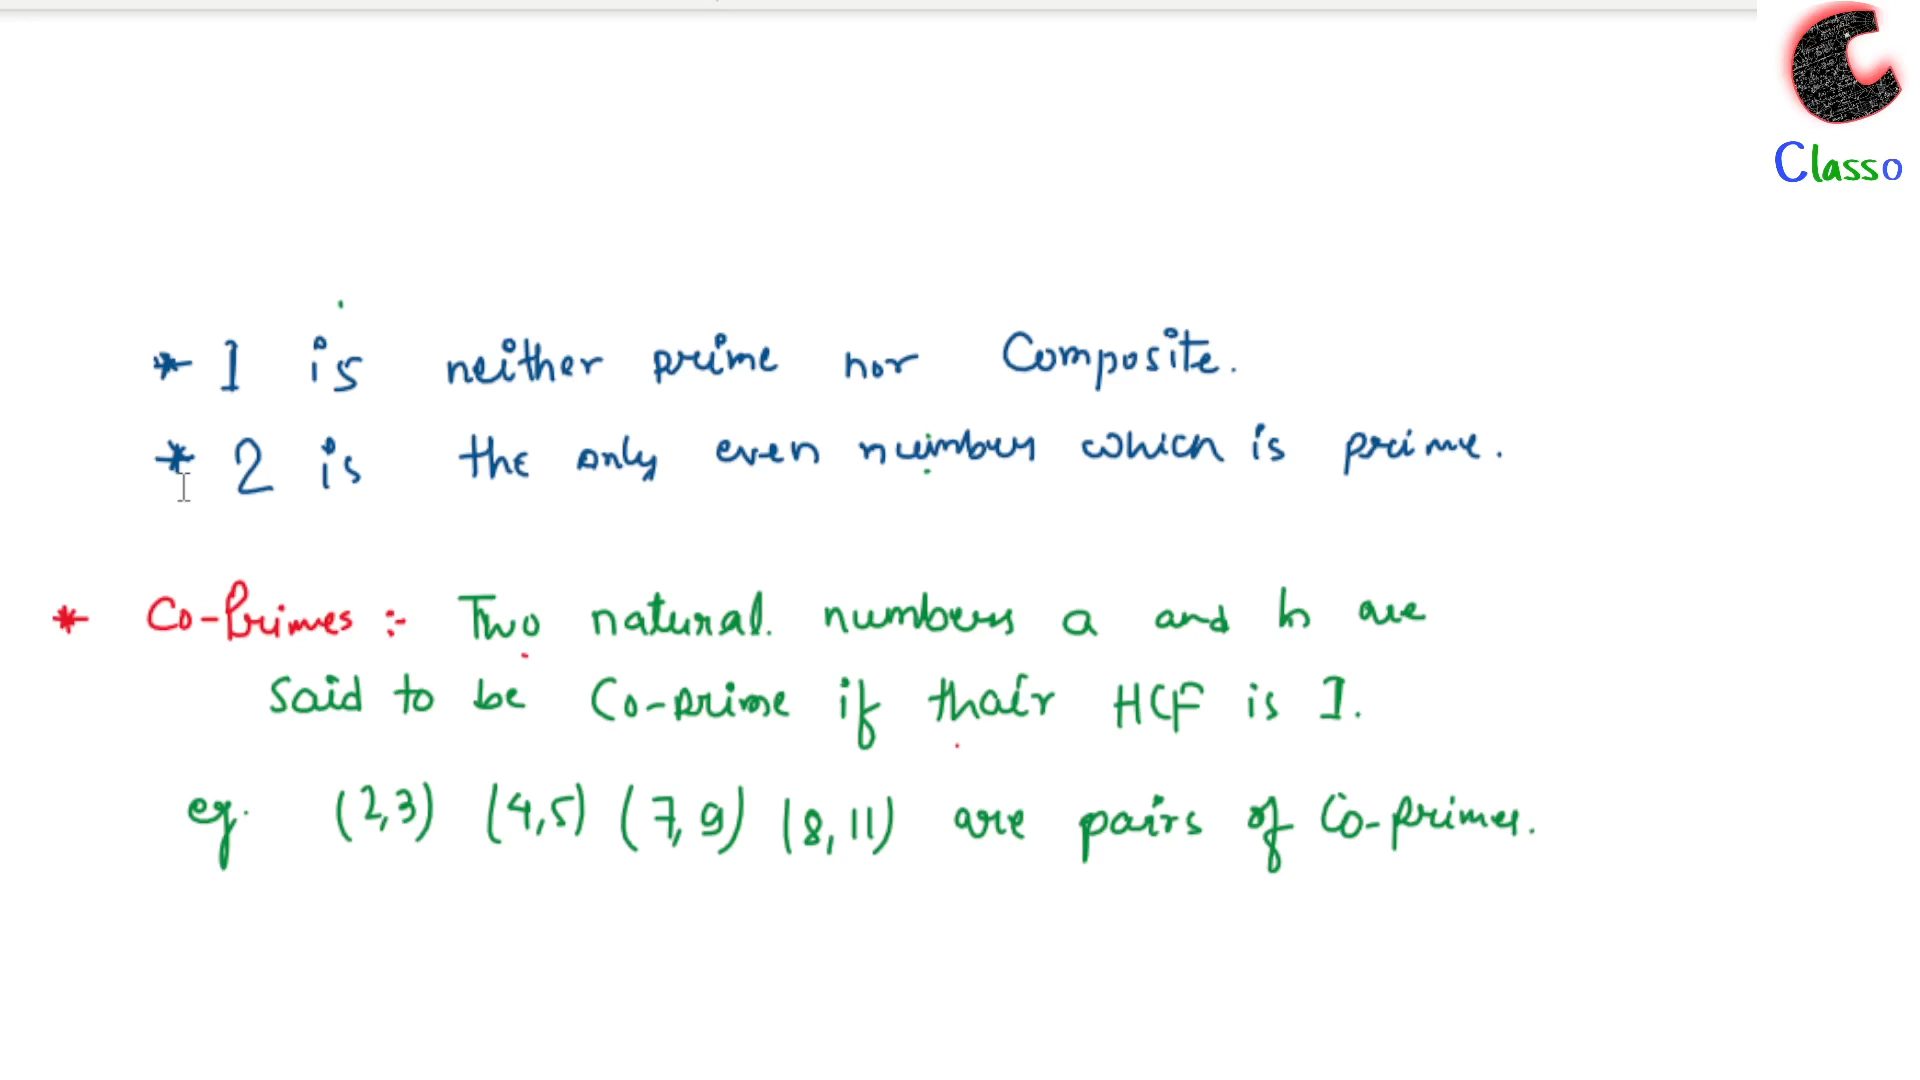 Classo
* 1 is neither prime nor Composite.
* 2 is the only even number which is prime.
* Co-Primes :- Two natural numbers a and b are
said to be Co-prime if thair HCF is 1.
eg. (2,3) (4,5) (7,9) (8,11) are pairs of Co-primes.